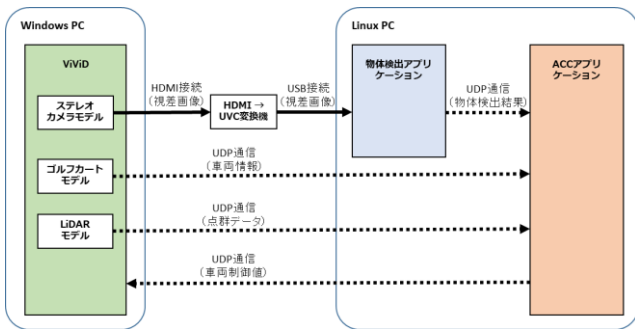 Windows PC
Linux PC
ViViD
ステレオ
カメラモデル
HDMI接続
(視差画像)
HDMI →
UVC変換機
USB接続
(視差画像)
物体検出アプリ
ケーション
UDP通信
(物体検出結果)
ACCアプリ
ケーション
ゴルフカート
モデル
UDP通信
(車両情報)
LiDAR
モデル
UDP通信
(点群データ)
UDP通信
(車両制御値)